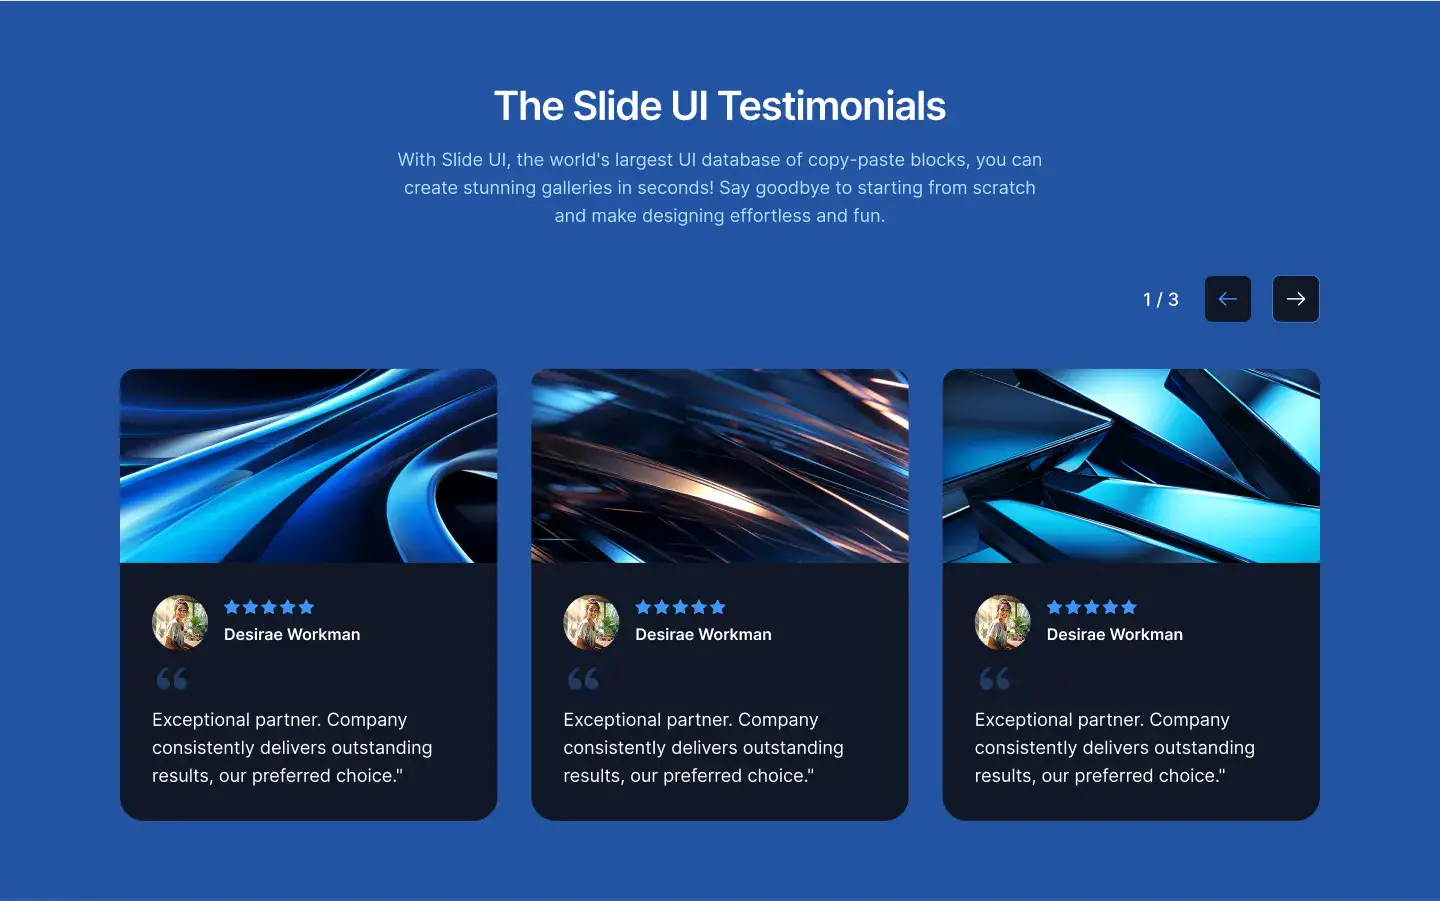 The Slide UI Testimonials
With Slide UI, the world's largest UI database of copy-paste blocks, you can
create stunning galleries in seconds! Say goodbye to starting from scratch
and make designing effortless and fun.
1 / 3
Desirae Workman
“
Exceptional partner. Company
consistently delivers outstanding
results, our preferred choice."
Desirae Workman
“
Exceptional partner. Company
consistently delivers outstanding
results, our preferred choice."
Desirae Workman
“
Exceptional partner. Company
consistently delivers outstanding
results, our preferred choice."